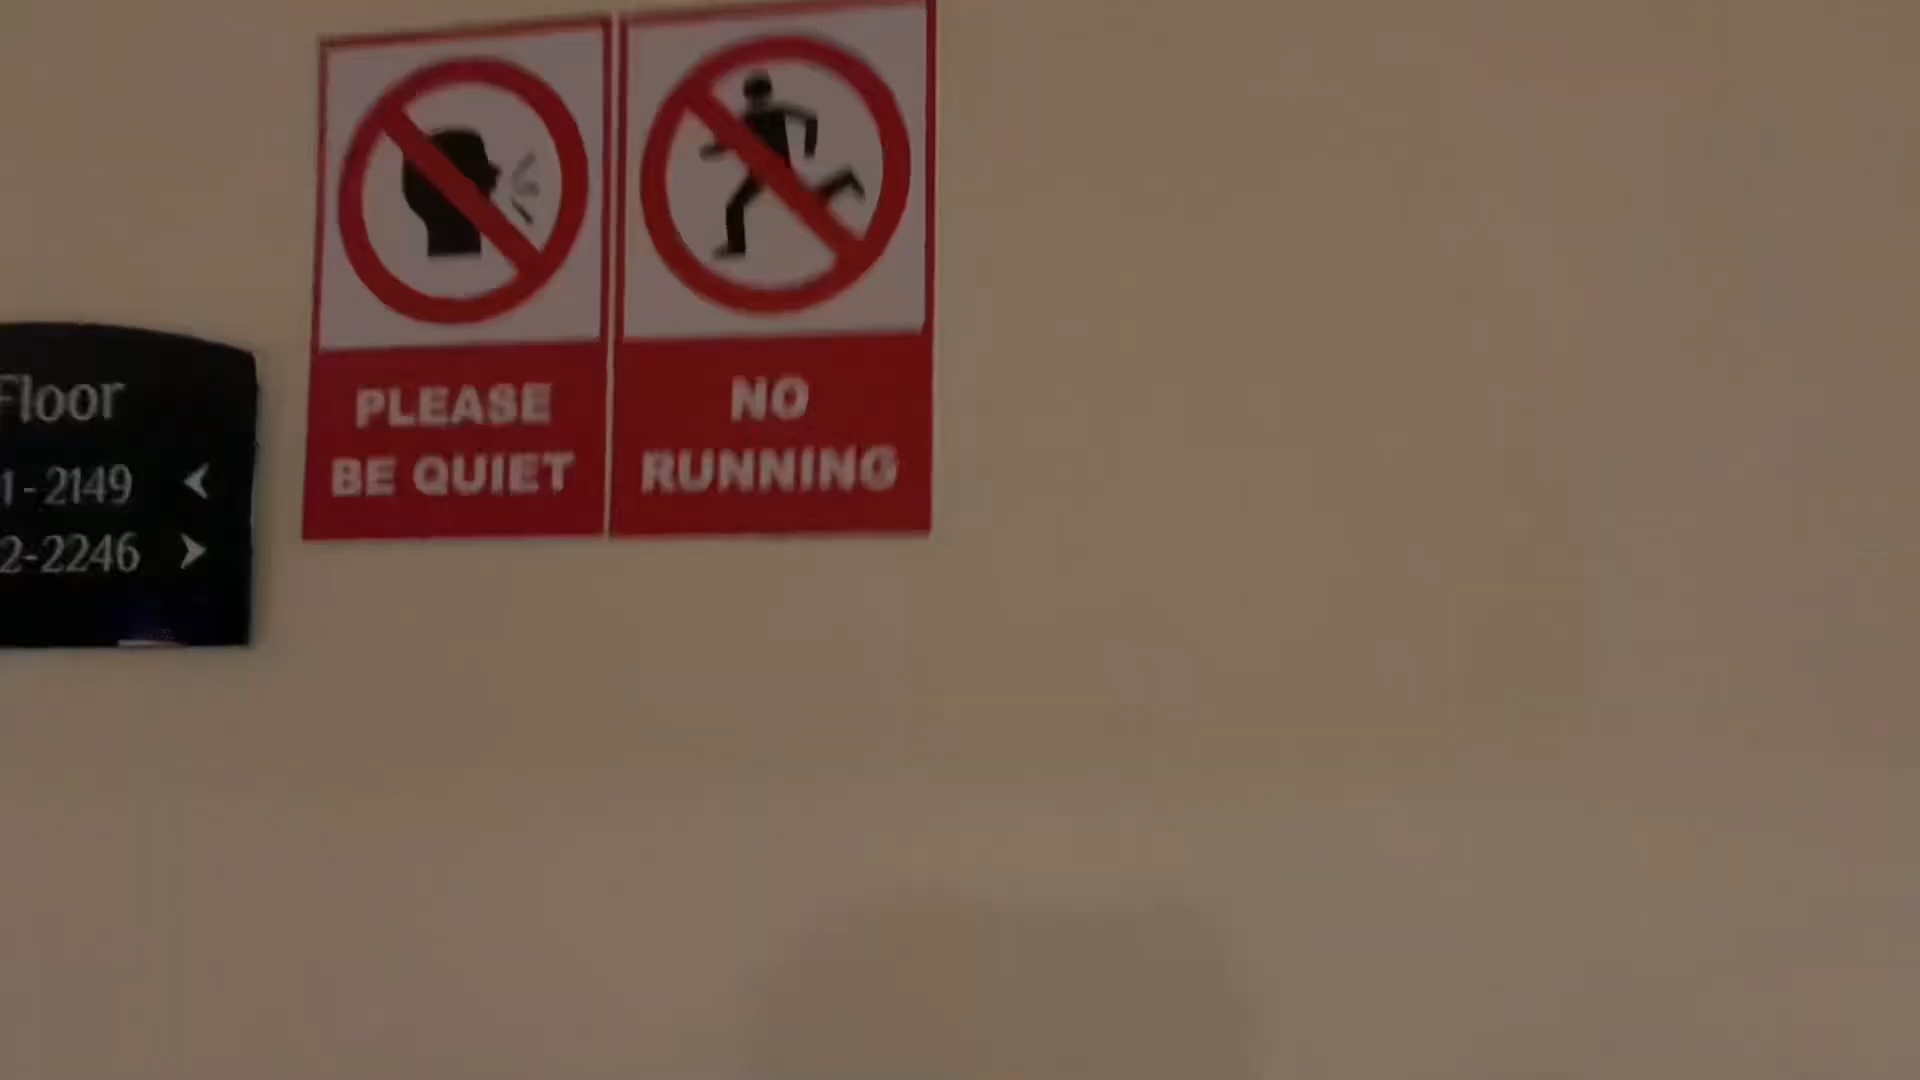 Floor
1-2149
2-2246
PLEASE
BE QUIET
NO
RUNNING